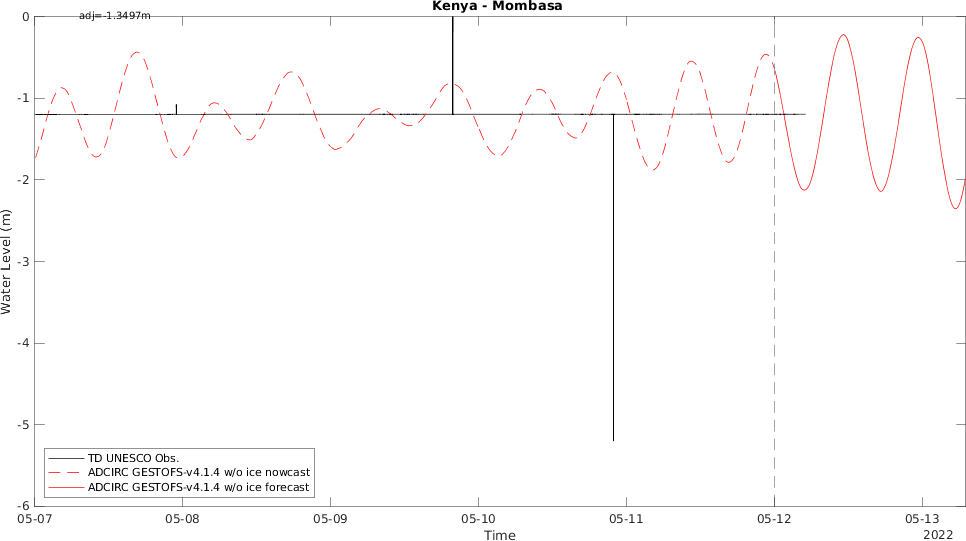 Kenya - Mombasa
adj=-1.3497m
0
-1
-2
-3
-4
-5
-6
Water Level (m)
TD UNESCO Obs.
ADCIRC GESTOFS-v4.1.4 w/o ice nowcast
ADCIRC GESTOFS-v4.1.4 w/o ice forecast
05-07 05-08 05-09 05-10 05-11 05-12 05-13
Time
2022